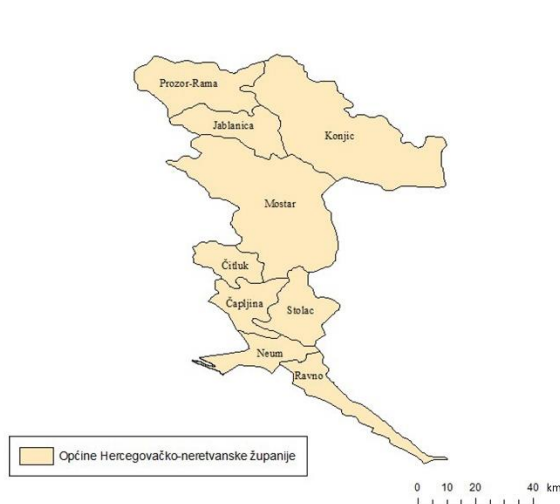 Prozor-Rama
Jablanica
Konjic
Mostar
Čitluk
Čapljina
Stolac
Neum
Ravno
Općine Hercegovačko-neretvanske županije
0 10 20 40 km